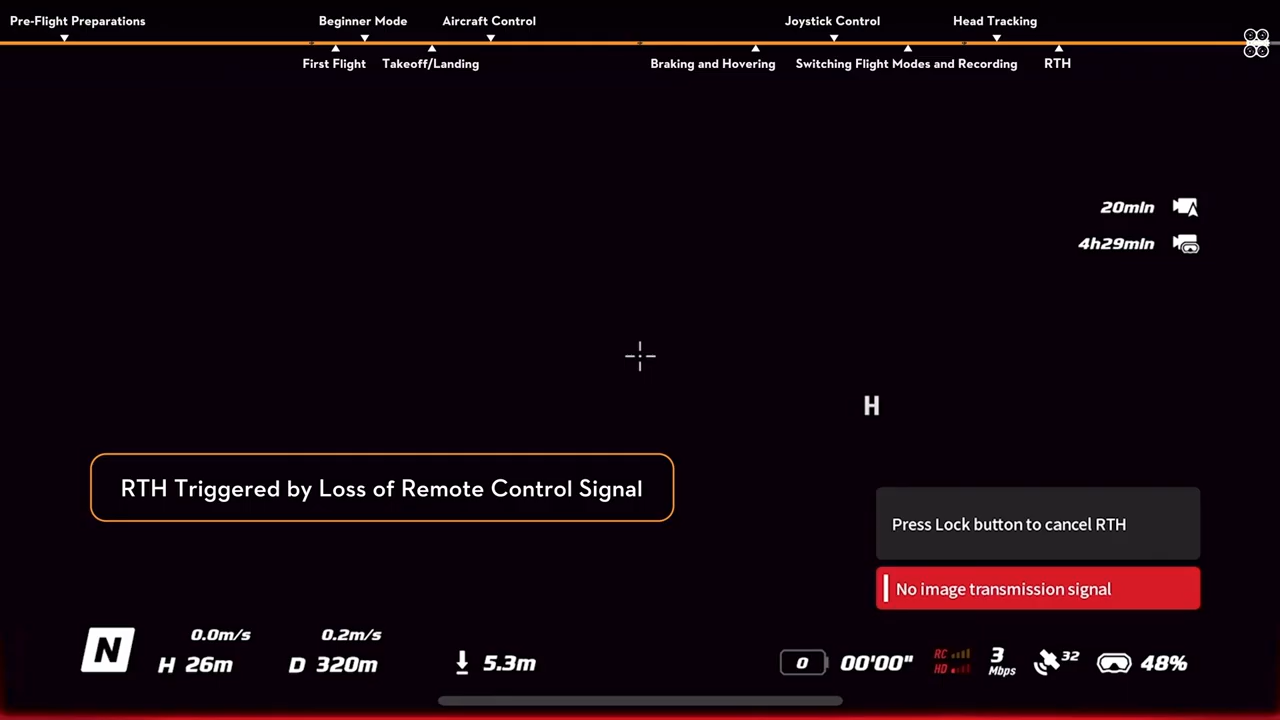 Pre-Flight Preparations
Beginner Mode
Aircraft Control
Joystick Control
Head Tracking
First Flight
Takeoff/Landing
Braking and Hovering
Switching Flight Modes and Recording
RTH
20min
4h29min
H
RTH Triggered by Loss of Remote Control Signal
Press Lock button to cancel RTH
No image transmission signal
N
0.0m/s
0.2m/s
H 26m
D 320m
5.3m
0
00'00"
RC
HD
3
Mbps
32
48%